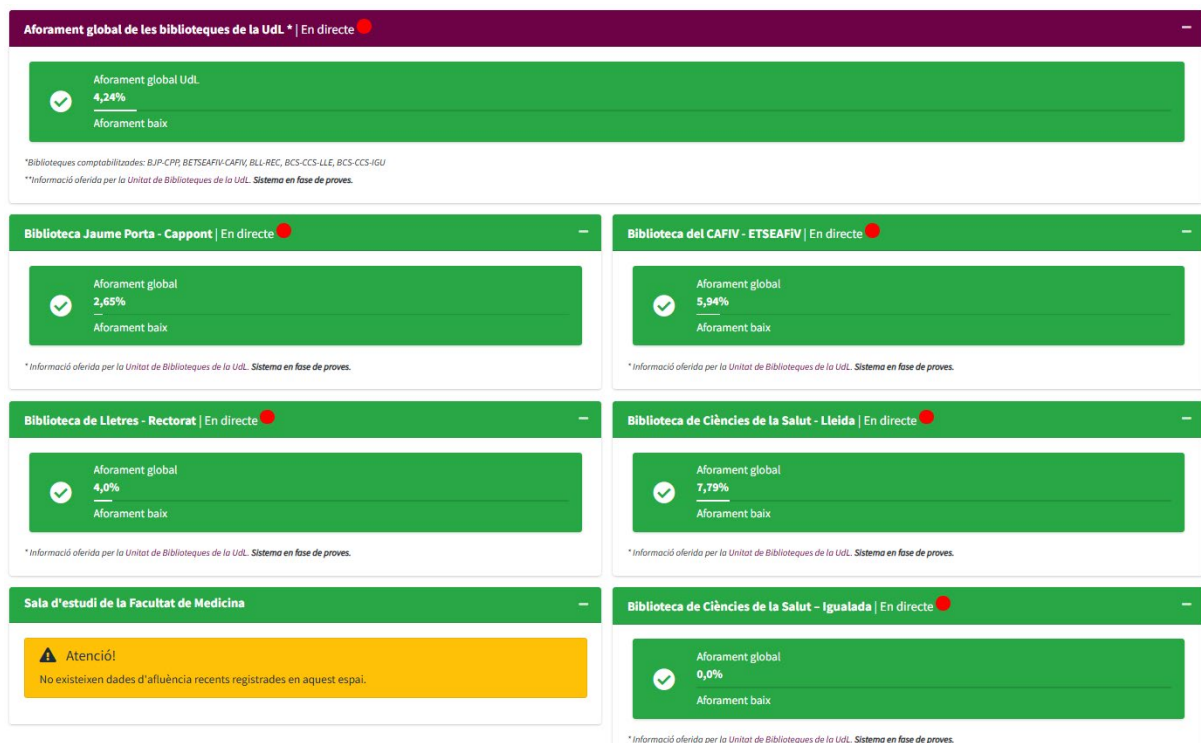 Aforament global de les biblioteques de la UdL * | En directe
Aforament global UdL
4,24%
Aforament baix
*Biblioteques comptabilitzades: BJP-CPP, BETSEAFIV-CAFIV, BLL-REC, BCS-CCS-LLE, BCS-CCS-IGU
**Informació oferida per la Unitat de Biblioteques de la UdL. Sistema en fase de proves.
Biblioteca Jaume Porta - Cappont | En directe
Aforament global
2,65%
Aforament baix
* Informació oferida per la Unitat de Biblioteques de la UdL. Sistema en fase de proves.
Biblioteca del CAFIV - ETSEAFiV | En directe
Aforament global
5,94%
Aforament baix
* Informació oferida per la Unitat de Biblioteques de la UdL. Sistema en fase de proves.
Biblioteca de Lletres - Rectorat | En directe
Aforament global
4,0%
Aforament baix
* Informació oferida per la Unitat de Biblioteques de la UdL. Sistema en fase de proves.
Biblioteca de Ciències de la Salut - Lleida | En directe
Aforament global
7,79%
Aforament baix
* Informació oferida per la Unitat de Biblioteques de la UdL. Sistema en fase de proves.
Sala d'estudi de la Facultat de Medicina
Atenció!
No existeixen dades d'afluència recents registrades en aquest espai.
Biblioteca de Ciències de la Salut – Igualada | En directe
Aforament global
0,0%
Aforament baix
* Informació oferida per la Unitat de Biblioteques de la UdL. Sistema en fase de proves.